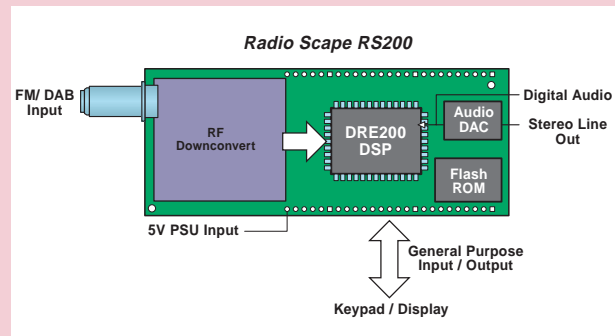 Radio Scape RS200
FM/ DAB
Input
RF
Downconvert
DRE200
DSP
Audio
DAC
Flash
ROM
Digital Audio
Stereo Line
Out
5V PSU Input
General Purpose
Input / Output
Keypad / Display